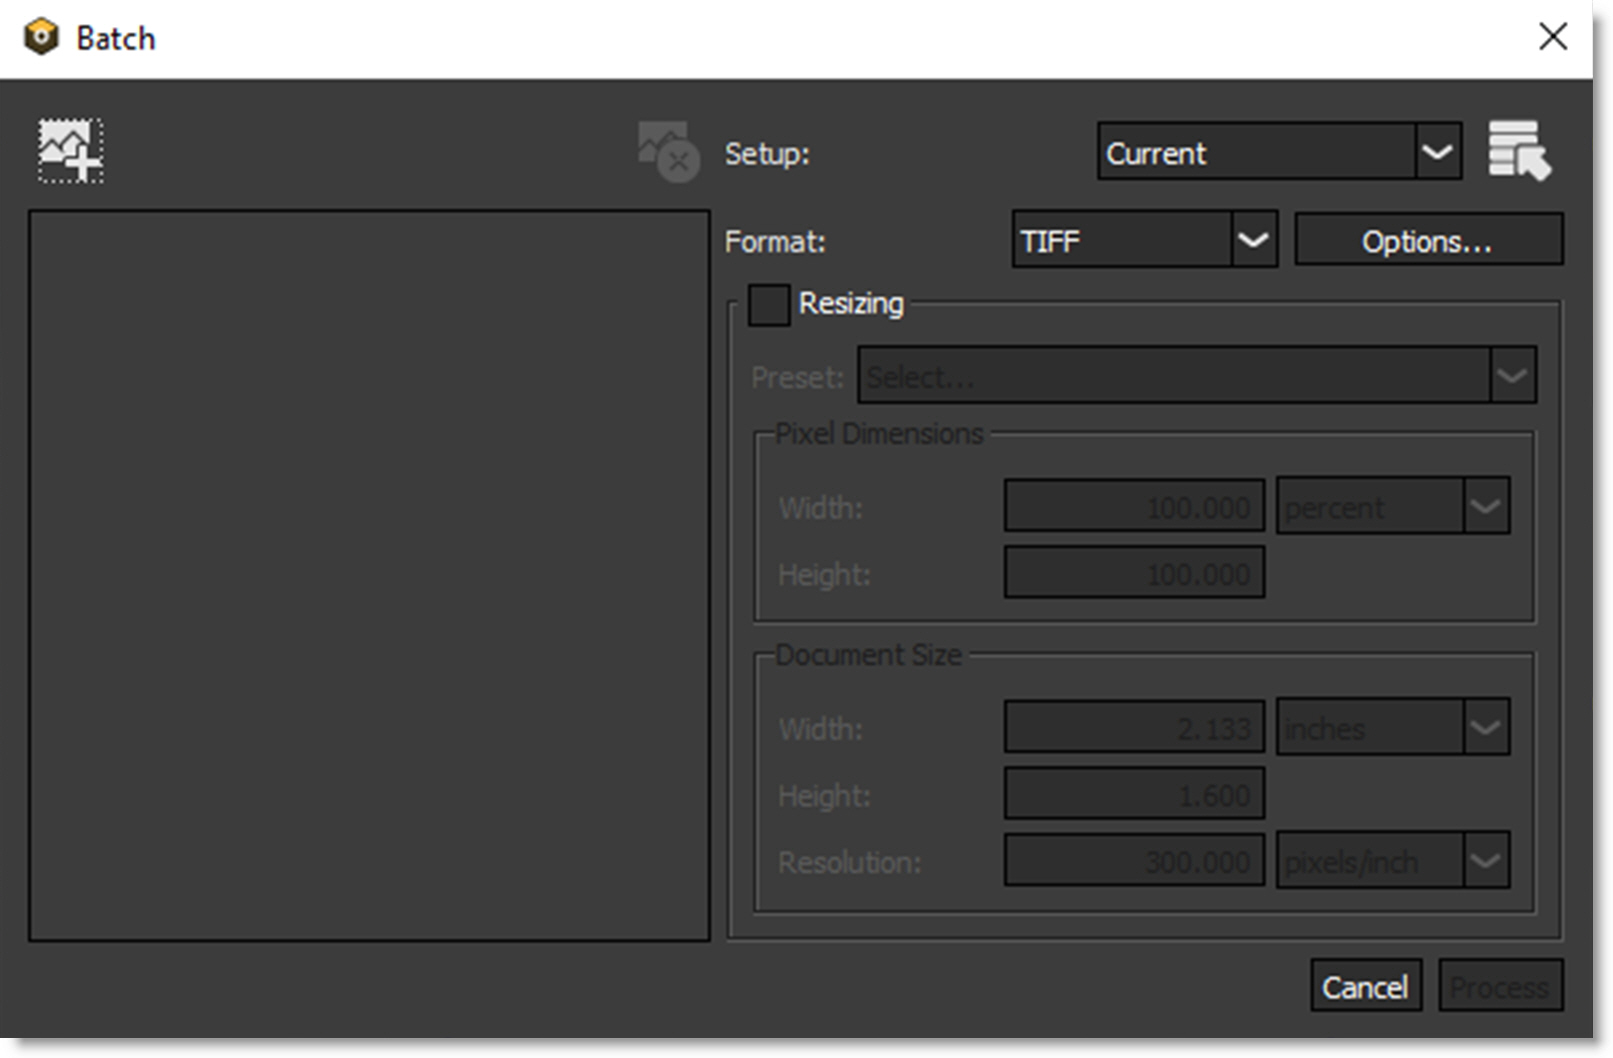 Batch
Setup: Current
Format: TIFF Options...
Resizing
Preset: Select...
Pixel Dimensions
Width: 100.000 percent
Height: 100.000
Document Size
Width: 2.133 inches
Height: 1.600
Resolution: 300.000 pixels/inch
Cancel Process